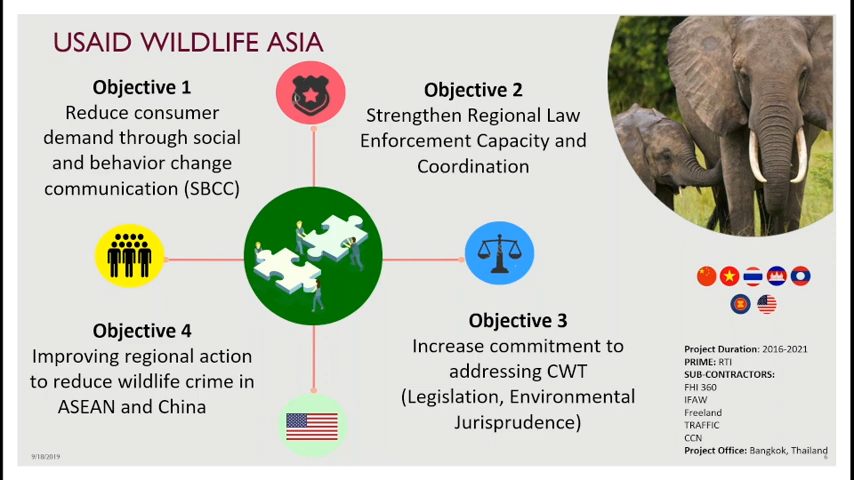 USAID WILDLIFE ASIA
Objective 1
Reduce consumer
demand through social
and behavior change
communication (SBCC)
Objective 2
Strengthen Regional Law
Enforcement Capacity and
Coordination
Objective 4
Improving regional action
to reduce wildlife crime in
ASEAN and China
Objective 3
Increase commitment to
addressing CWT
(Legislation, Environmental
Jurisprudence)
Project Duration: 2016-2021
PRIME: RTI
SUB-CONTRACTORS:
FHI 360
IFAW
Freeland
TRAFFIC
CCN
Project Office: Bangkok, Thailand
9/18/2019